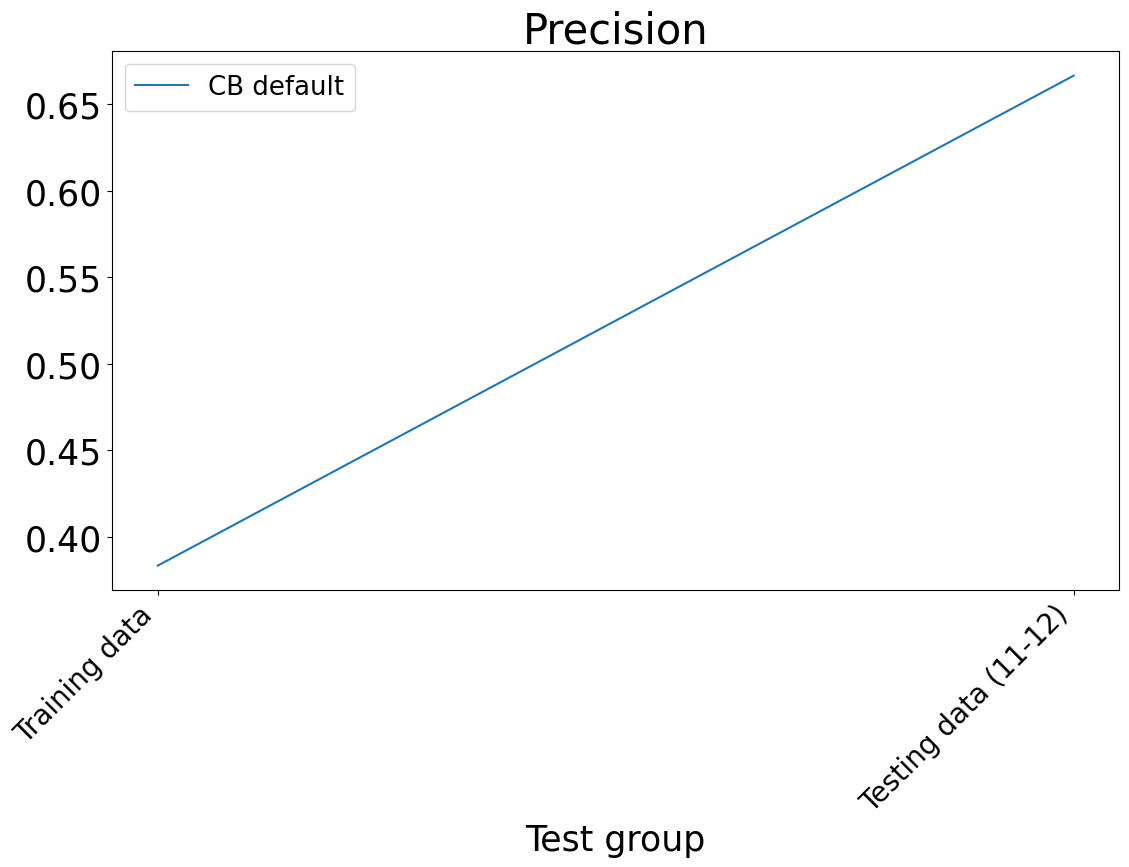 Precision
CB default
0.65
0.60
0.55
0.50
0.45
0.40
Training data
Testing data (11-12)
Test group